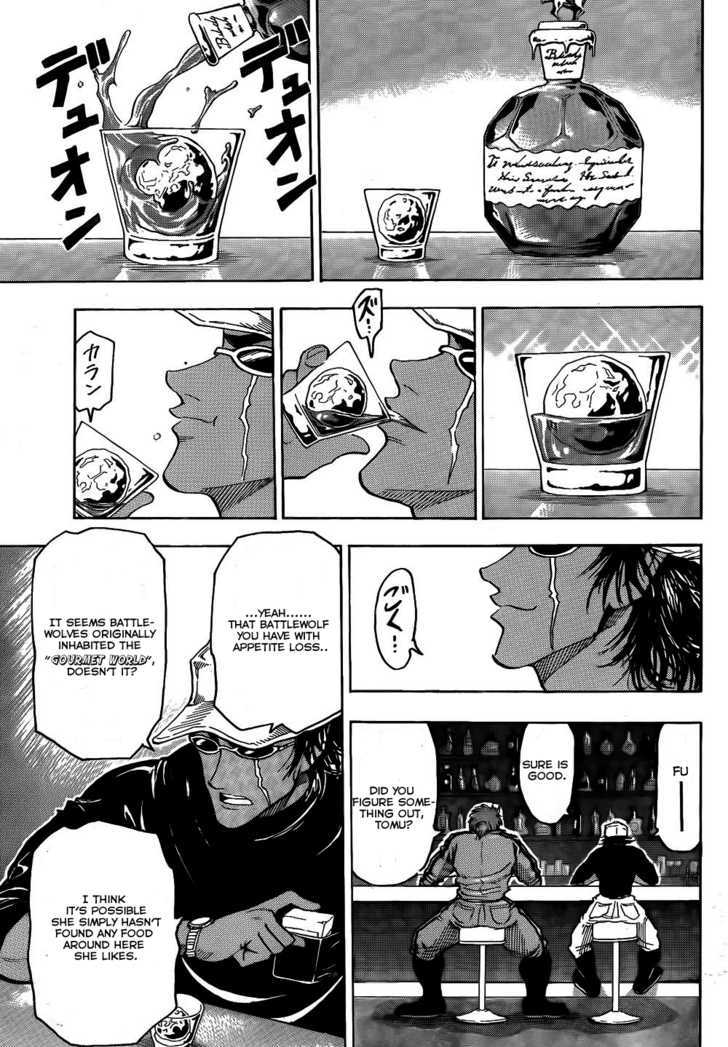 デュオン
デュオン
ズ…
カラン
ごく…
FU
SURE IS
GOOD.
DID YOU
FIGURE SOME-
THING OUT,
TOMU?
...YEAH......
THAT BATTLEWOLF
YOU HAVE WITH
APPETITE LOSS..
IT SEEMS BATTLE-
WOLVES ORIGINALLY
INHABITED THE
"GOURMET WORLD",
DOESN'T IT?
I THINK
IT'S POSSIBLE
SHE SIMPLY HASN'T
FOUND ANY FOOD
AROUND HERE
SHE LIKES.